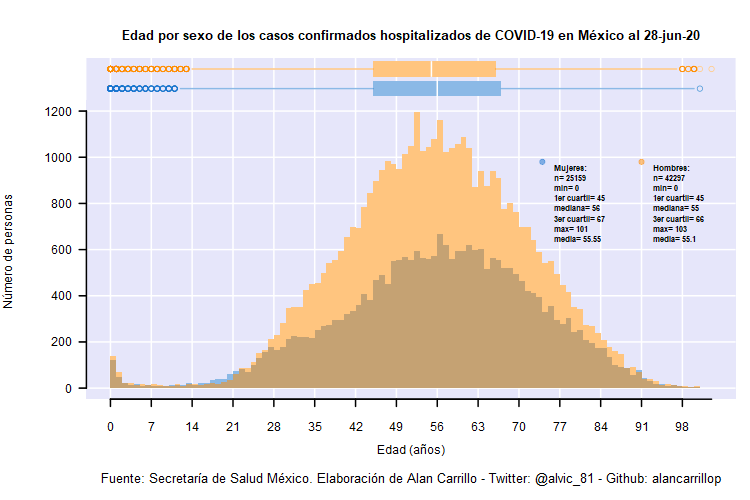 Edad por sexo de los casos confirmados hospitalizados de COVID-19 en México al 28-jun-20
1200
1000
800
600
400
200
0
Número de personas
Mujeres:
n= 25159
min= 0
1er cuartil= 45
mediana= 56
3er cuartil= 67
max= 101
media= 55.55
Hombres:
n= 42297
min= 0
1er cuartil= 45
mediana= 55
3er cuartil= 66
max= 103
media= 55.1
0 7 14 21 28 35 42 49 56 63 70 77 84 91 98
Edad (años)
Fuente: Secretaría de Salud México. Elaboración de Alan Carrillo - Twitter: @alvic_81 - Github: alancarrillop